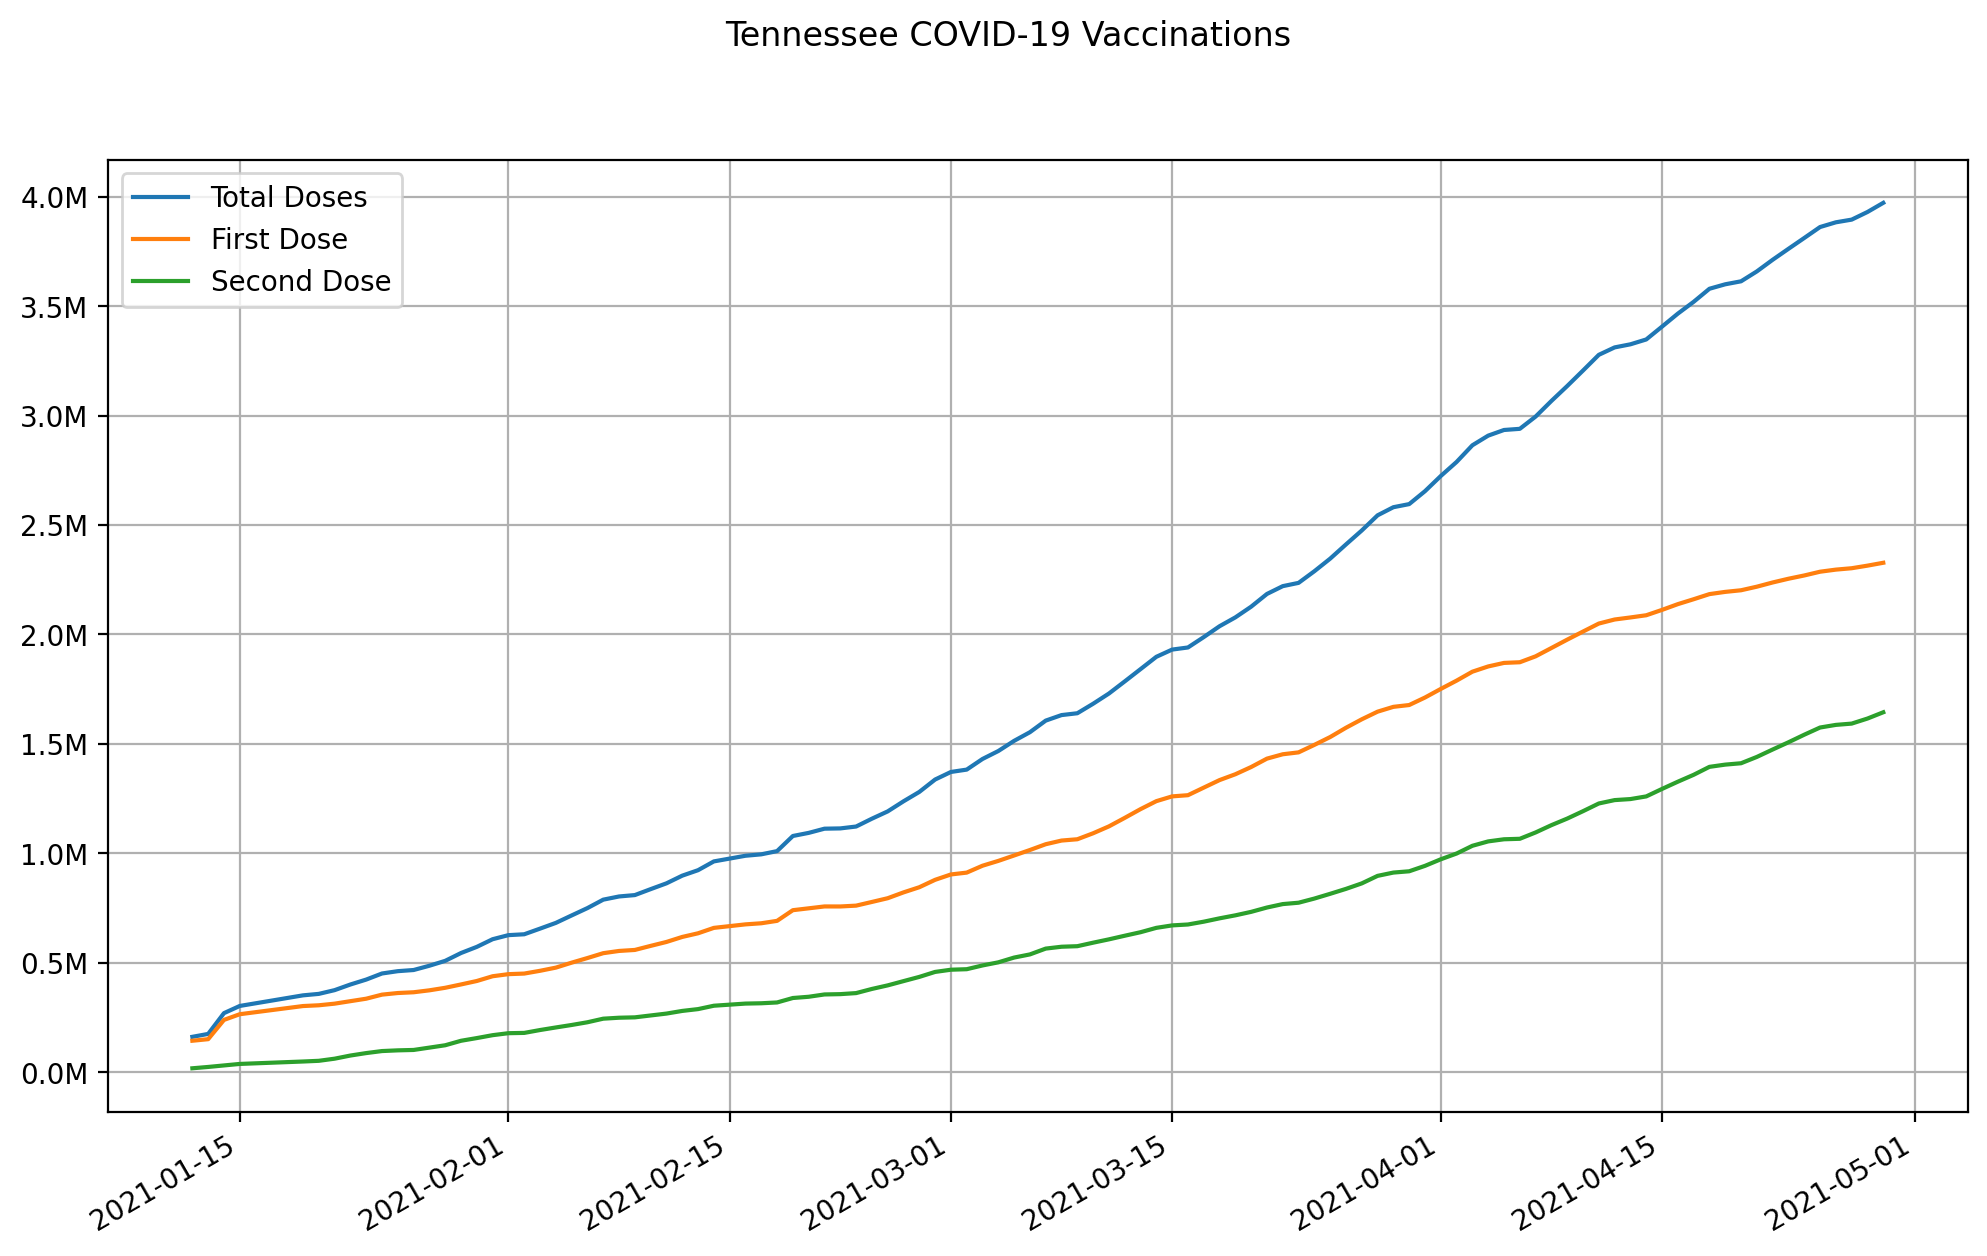 Tennessee COVID-19 Vaccinations
Total Doses
First Dose
Second Dose
4.0M
3.5M
3.0M
2.5M
2.0M
1.5M
1.0M
0.5M
0.0M
2021-01-15
2021-02-01
2021-02-15
2021-03-01
2021-03-15
2021-04-01
2021-04-15
2021-05-01